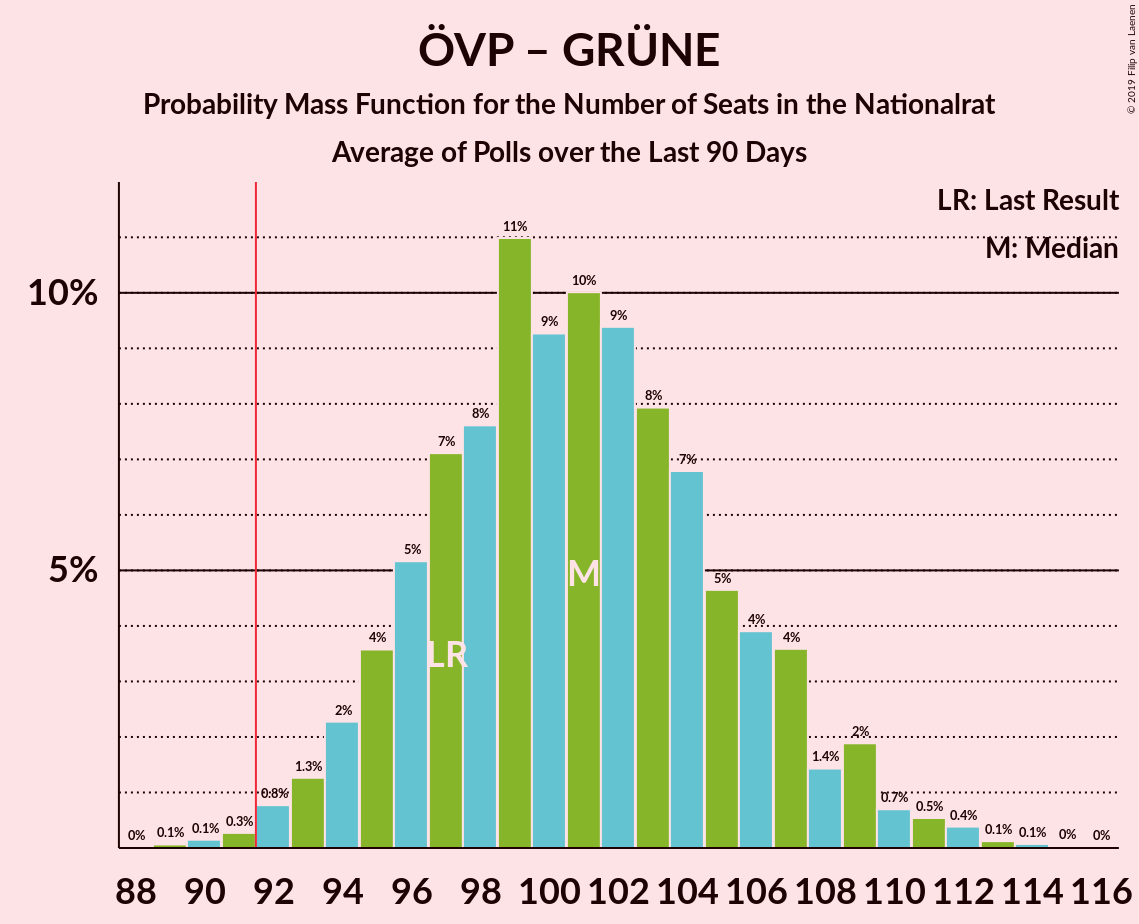 ÖVP – GRÜNE
Probability Mass Function for the Number of Seats in the Nationalrat
Average of Polls over the Last 90 Days
© 2019 Filip van Laenen
LR: Last Result
M: Median
10%
5%
0% 0.1% 0.1% 0.3% 0.8% 1.3% 2% 4% 5% 7% 8% 11% 9% 10% 9% 8% 7% 5% 4% 4% 1.4% 2% 0.7% 0.5% 0.4% 0.1% 0.1% 0% 0%
M
LR
88 90 92 94 96 98 100 102 104 106 108 110 112 114 116